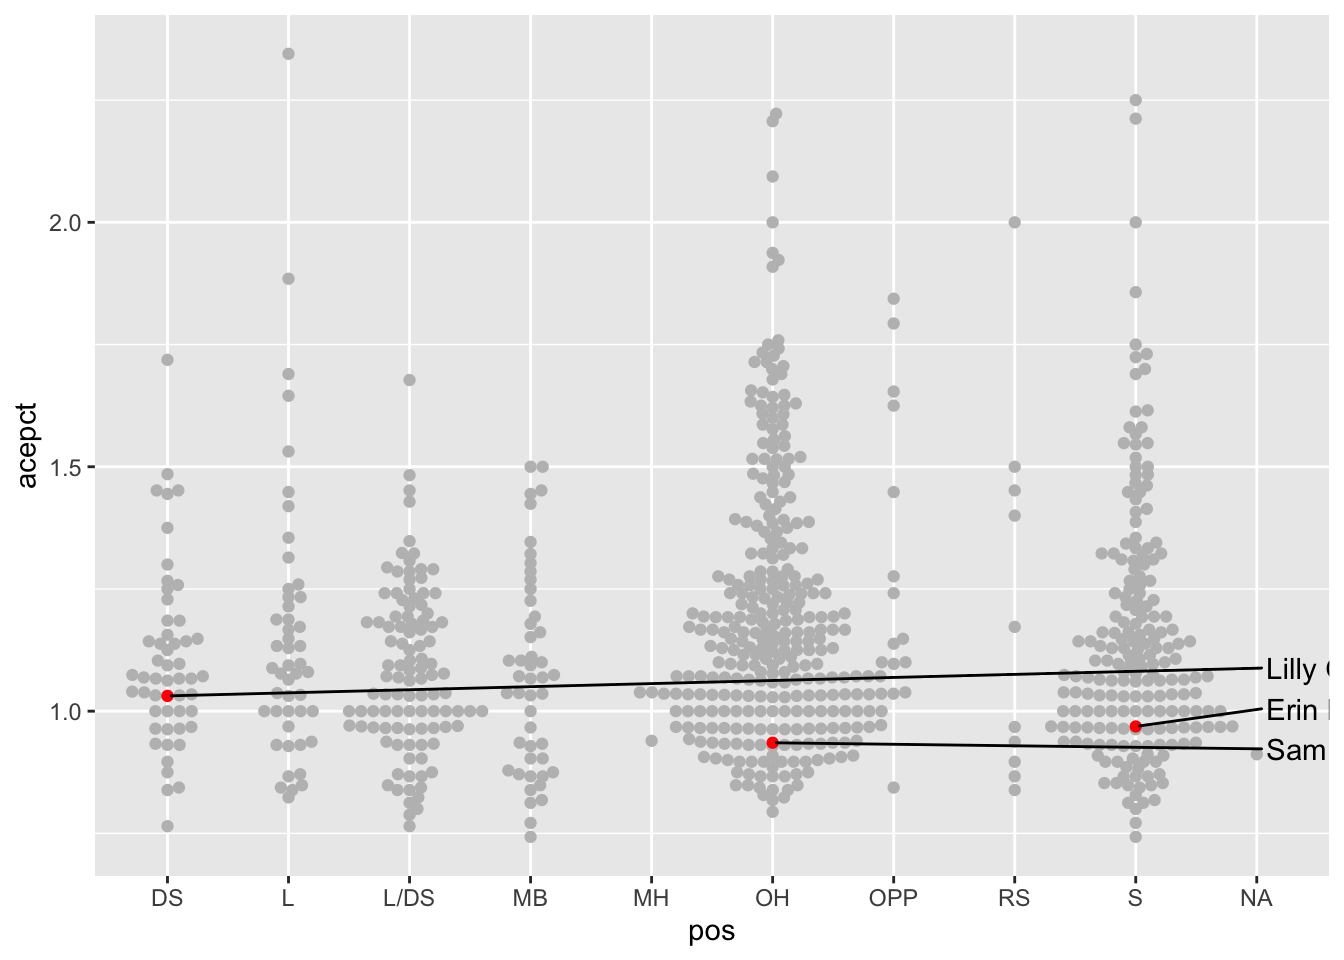 2.0
1.5
1.0
acepct
Lilly
Erin
Sam
DS L L/DS MB MH OH OPP RS S NA
pos